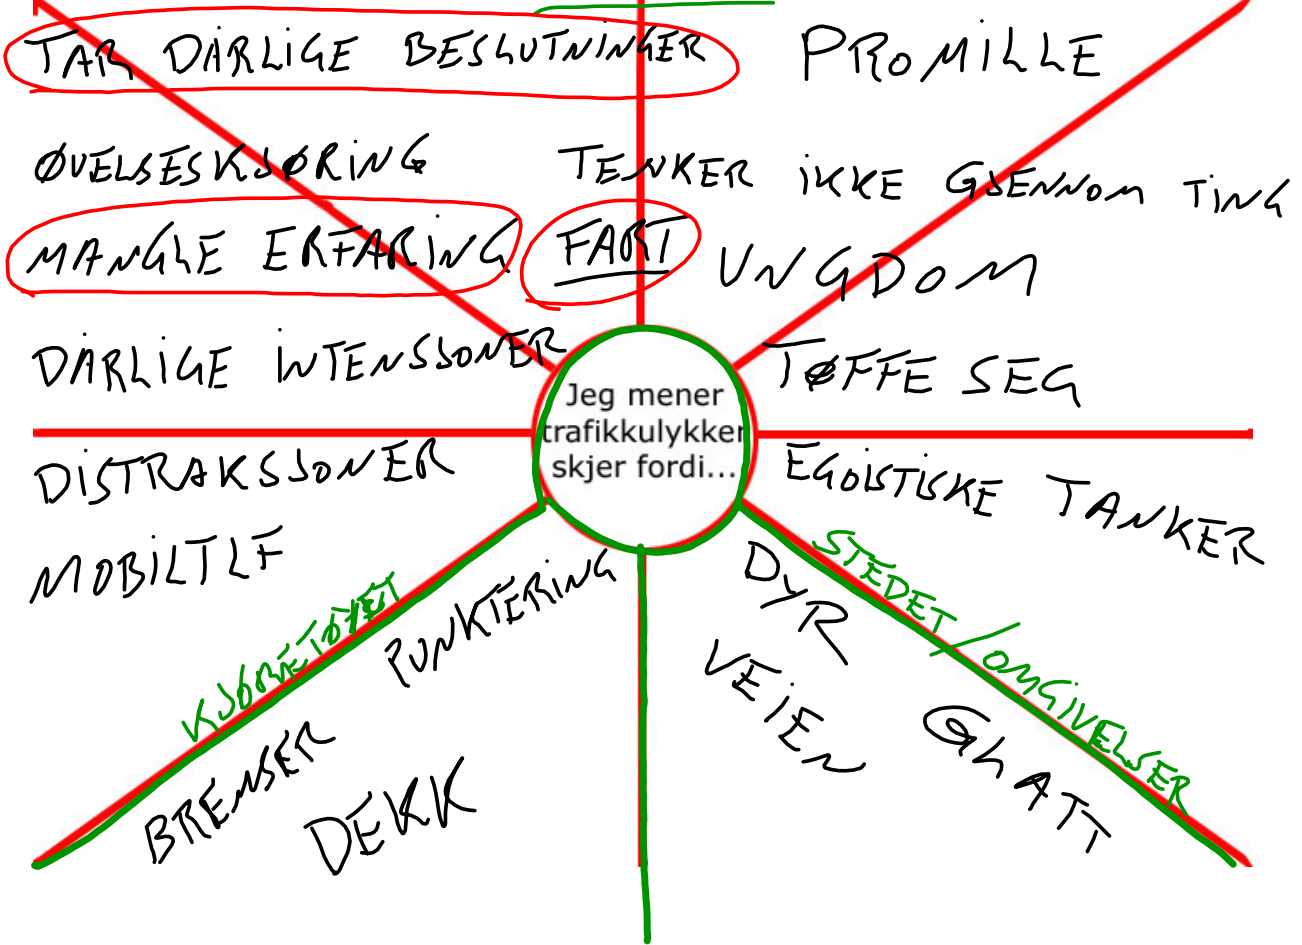 TAR DÅRLIGE BESLUTNINGER
PROMILLE
ØVELSESKJØRING
TENKER IKKE GJENNOM TING
MANGLE ERFARING
FART
UNGDOM
DÅRLIGE INTENSJONER
TØFFE SEG
Jeg mener
trafikkulykker
skjer fordi...
DISTRAKSJONER
EGOISTISKE TANKER
MOBILTLF
KJØRETØYET
PUNKTERING
BREMSER
DEKK
STEDET/OMGIVELSER
DYR
VEIEN
GLATT